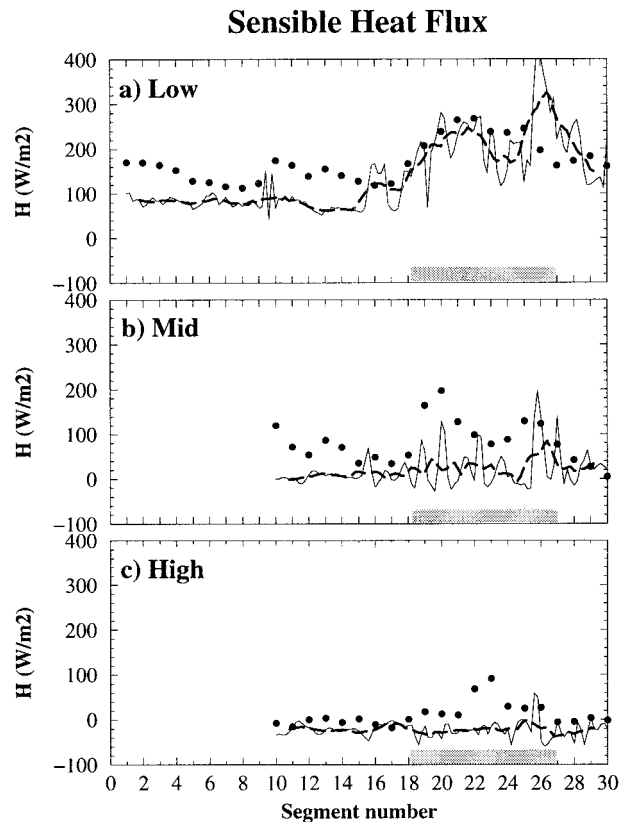 Sensible Heat Flux
a) Low
H (W/m2)
400
300
200
100
0
−100
b) Mid
H (W/m2)
400
300
200
100
0
−100
c) High
H (W/m2)
400
300
200
100
0
−100
0 2 4 6 8 10 12 14 16 18 20 22 24 26 28 30
Segment number